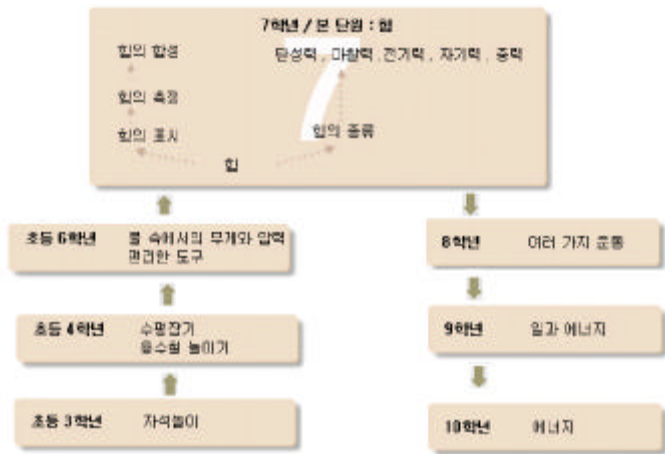 7학년 / 본 단원 : 힘
7
힘의 합성
탄성력, 마찰력, 전기력, 자기력, 중력
힘의 측정
힘의 표시
힘의 종류
힘
초등 6학년 물 속에서의 무게와 압력
편리한 도구
초등 4학년 수평잡기
용수철 늘이기
초등 3학년 자석놀이
8학년 여러 가지 운동
9학년 일과 에너지
10학년 에너지